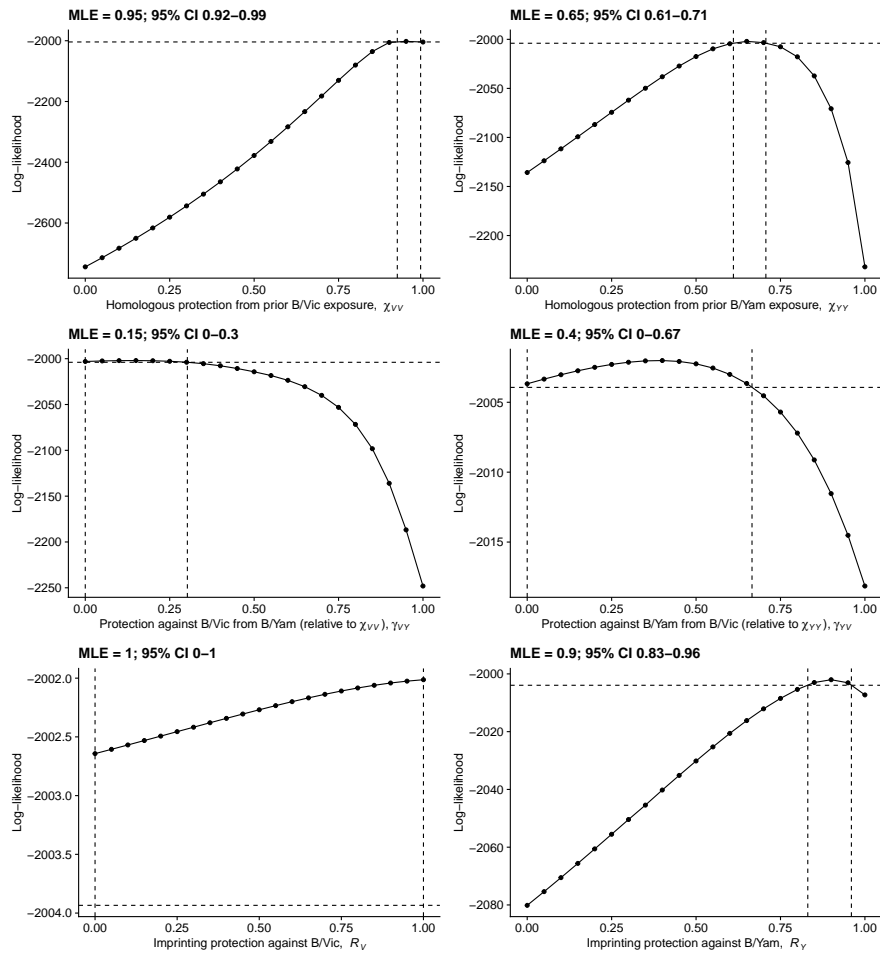 MLE = 0.95; 95% CI 0.92–0.99
−2000
−2200
−2400
−2600
Log−likelihood
0.00 0.25 0.50 0.75 1.00
Homologous protection from prior B/Vic exposure, χVV
MLE = 0.65; 95% CI 0.61–0.71
−2000
−2050
−2100
−2150
−2200
Log−likelihood
0.00 0.25 0.50 0.75 1.00
Homologous protection from prior B/Yam exposure, χYY
MLE = 0.15; 95% CI 0–0.3
−2000
−2050
−2100
−2150
−2200
−2250
Log−likelihood
0.00 0.25 0.50 0.75 1.00
Protection against B/Vic from B/Yam (relative to χVV), γVY
MLE = 0.4; 95% CI 0–0.67
−2005
−2010
−2015
Log−likelihood
0.00 0.25 0.50 0.75 1.00
Protection against B/Yam from B/Vic (relative to χYY), γYV
MLE = 1; 95% CI 0–1
−2002.0
−2002.5
−2003.0
−2003.5
−2004.0
Log−likelihood
0.00 0.25 0.50 0.75 1.00
Imprinting protection against B/Vic, RV
MLE = 0.9; 95% CI 0.83–0.96
−2000
−2020
−2040
−2060
−2080
Log−likelihood
0.00 0.25 0.50 0.75 1.00
Imprinting protection against B/Yam, RY